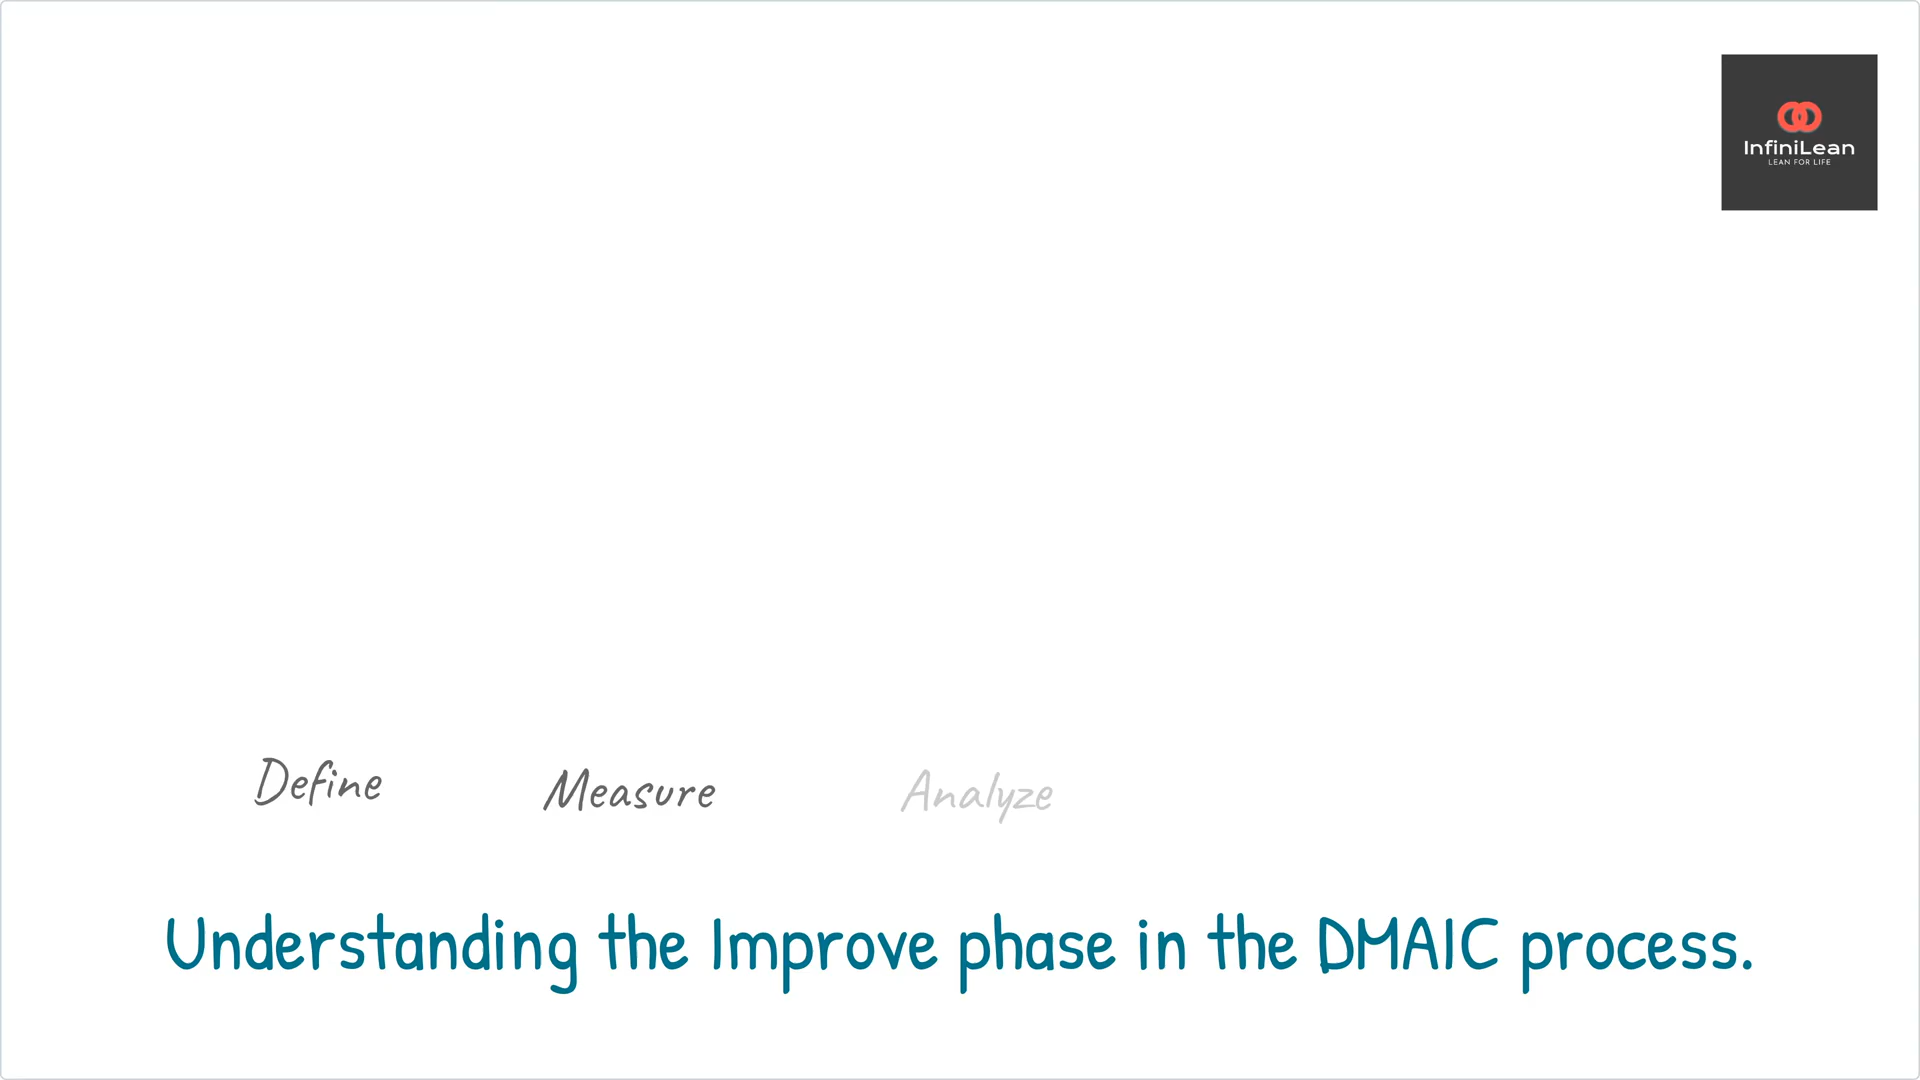 InfiniLean
LEAN FOR LIFE
Define Measure Analyze
Understanding the Improve phase in the DMAIC process.